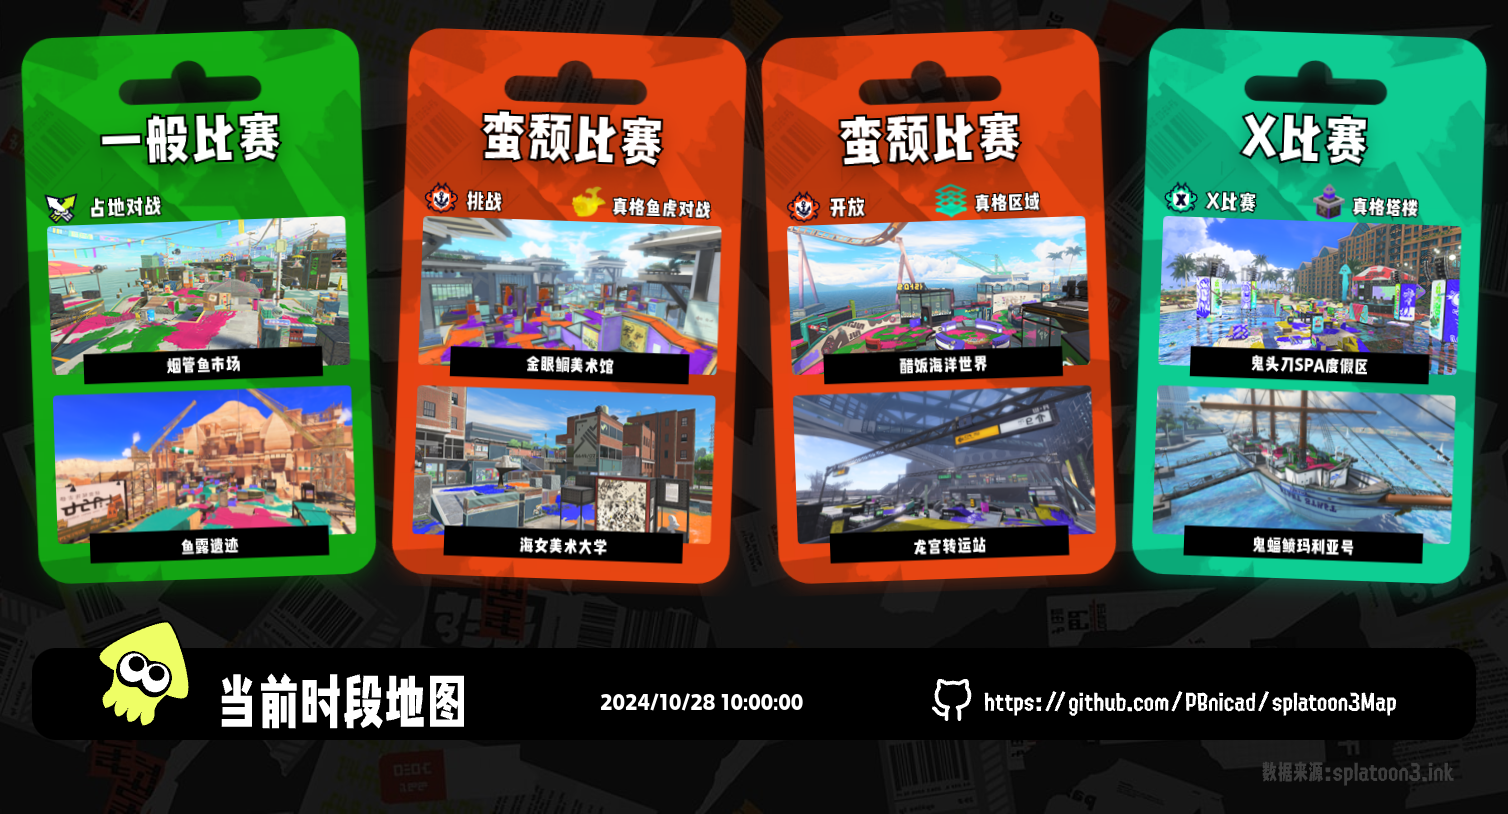 一般比赛
占地对战
烟管鱼市场
鱼露遗迹
蛮颓比赛
挑战
真格鱼虎对战
金眼鲷美术馆
海女美术大学
蛮颓比赛
开放
真格区域
醋饭海洋世界
龙宫转运站
X比赛
X比赛
真格塔楼
鬼头刀SPA度假区
鬼蝠鲼玛利亚号
当前时段地图
2024/10/28 10:00:00
https://github.com/PBnicad/splatoon3Map
数据来源:splatoon3.ink